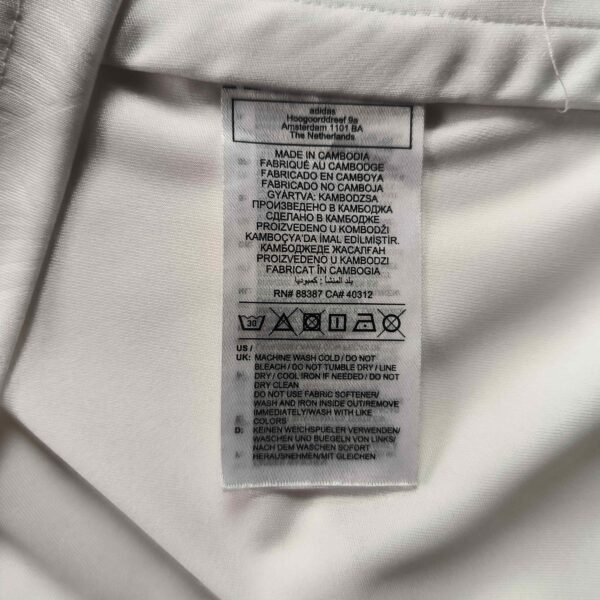 adidas
Hoogoorddreef 9a
Amsterdam 1101 BA
The Netherlands
MADE IN CAMBODIA
FABRIQUÉ AU CAMBODGE
FABRICADO EN CAMBOYA
FABRICADO NO CAMBOJA
GYÁRTVA: KAMBODZSA
ПРОИЗВЕДЕНО В КАМБОДЖА
СДЕЛАНО В КАМБОДЖЕ
PROIZVEDENO U KOMBODŽI
KAMBOÇYA'DA İMAL EDİLMİŞTİR.
КАМБОДЖЕДЕ ЖАСАЛҒАН
PROIZVEDENO U KAMBODZI
FABRICAT ÎN CAMBOGIA
بلد المنشأ : كمبوديا
RN# 88387 CA# 40312
30
US /
UK: MACHINE WASH COLD / DO NOT
BLEACH / DO NOT TUMBLE DRY / LINE
DRY / COOL IRON IF NEEDED / DO NOT
DRY CLEAN
DO NOT USE FABRIC SOFTENER/
WASH AND IRON INSIDE OUT/REMOVE
IMMEDIATELY/WASH WITH LIKE
COLORS
D: KEINEN WEICHSPUELER VERWENDEN/
WASCHEN UND BUEGELN VON LINKS/
NACH DEM WASCHEN SOFORT
HERAUSNEHMEN/MIT GLEICHEN